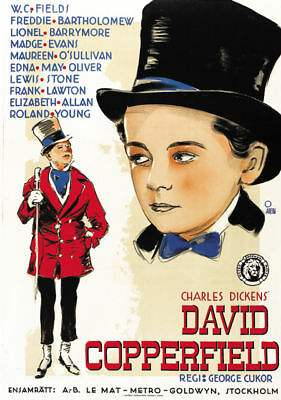 W.C. FIELDS
FREDDIE • BARTHOLOMEW
LIONEL • BARRYMORE
MADGE • EVANS
MAUREEN • O'SULLIVAN
EDNA • MAY • OLIVER
LEWIS • STONE
FRANK • LAWTON
ELIZABETH • ALLAN
ROLAND • YOUNG
CHARLES DICKENS'
DAVID
COPPERFIELD
REGI: GEORGE CUKOR
ENSAMRÄTT: A.-B. LE MAT - METRO - GOLDWYN, STOCKHOLM